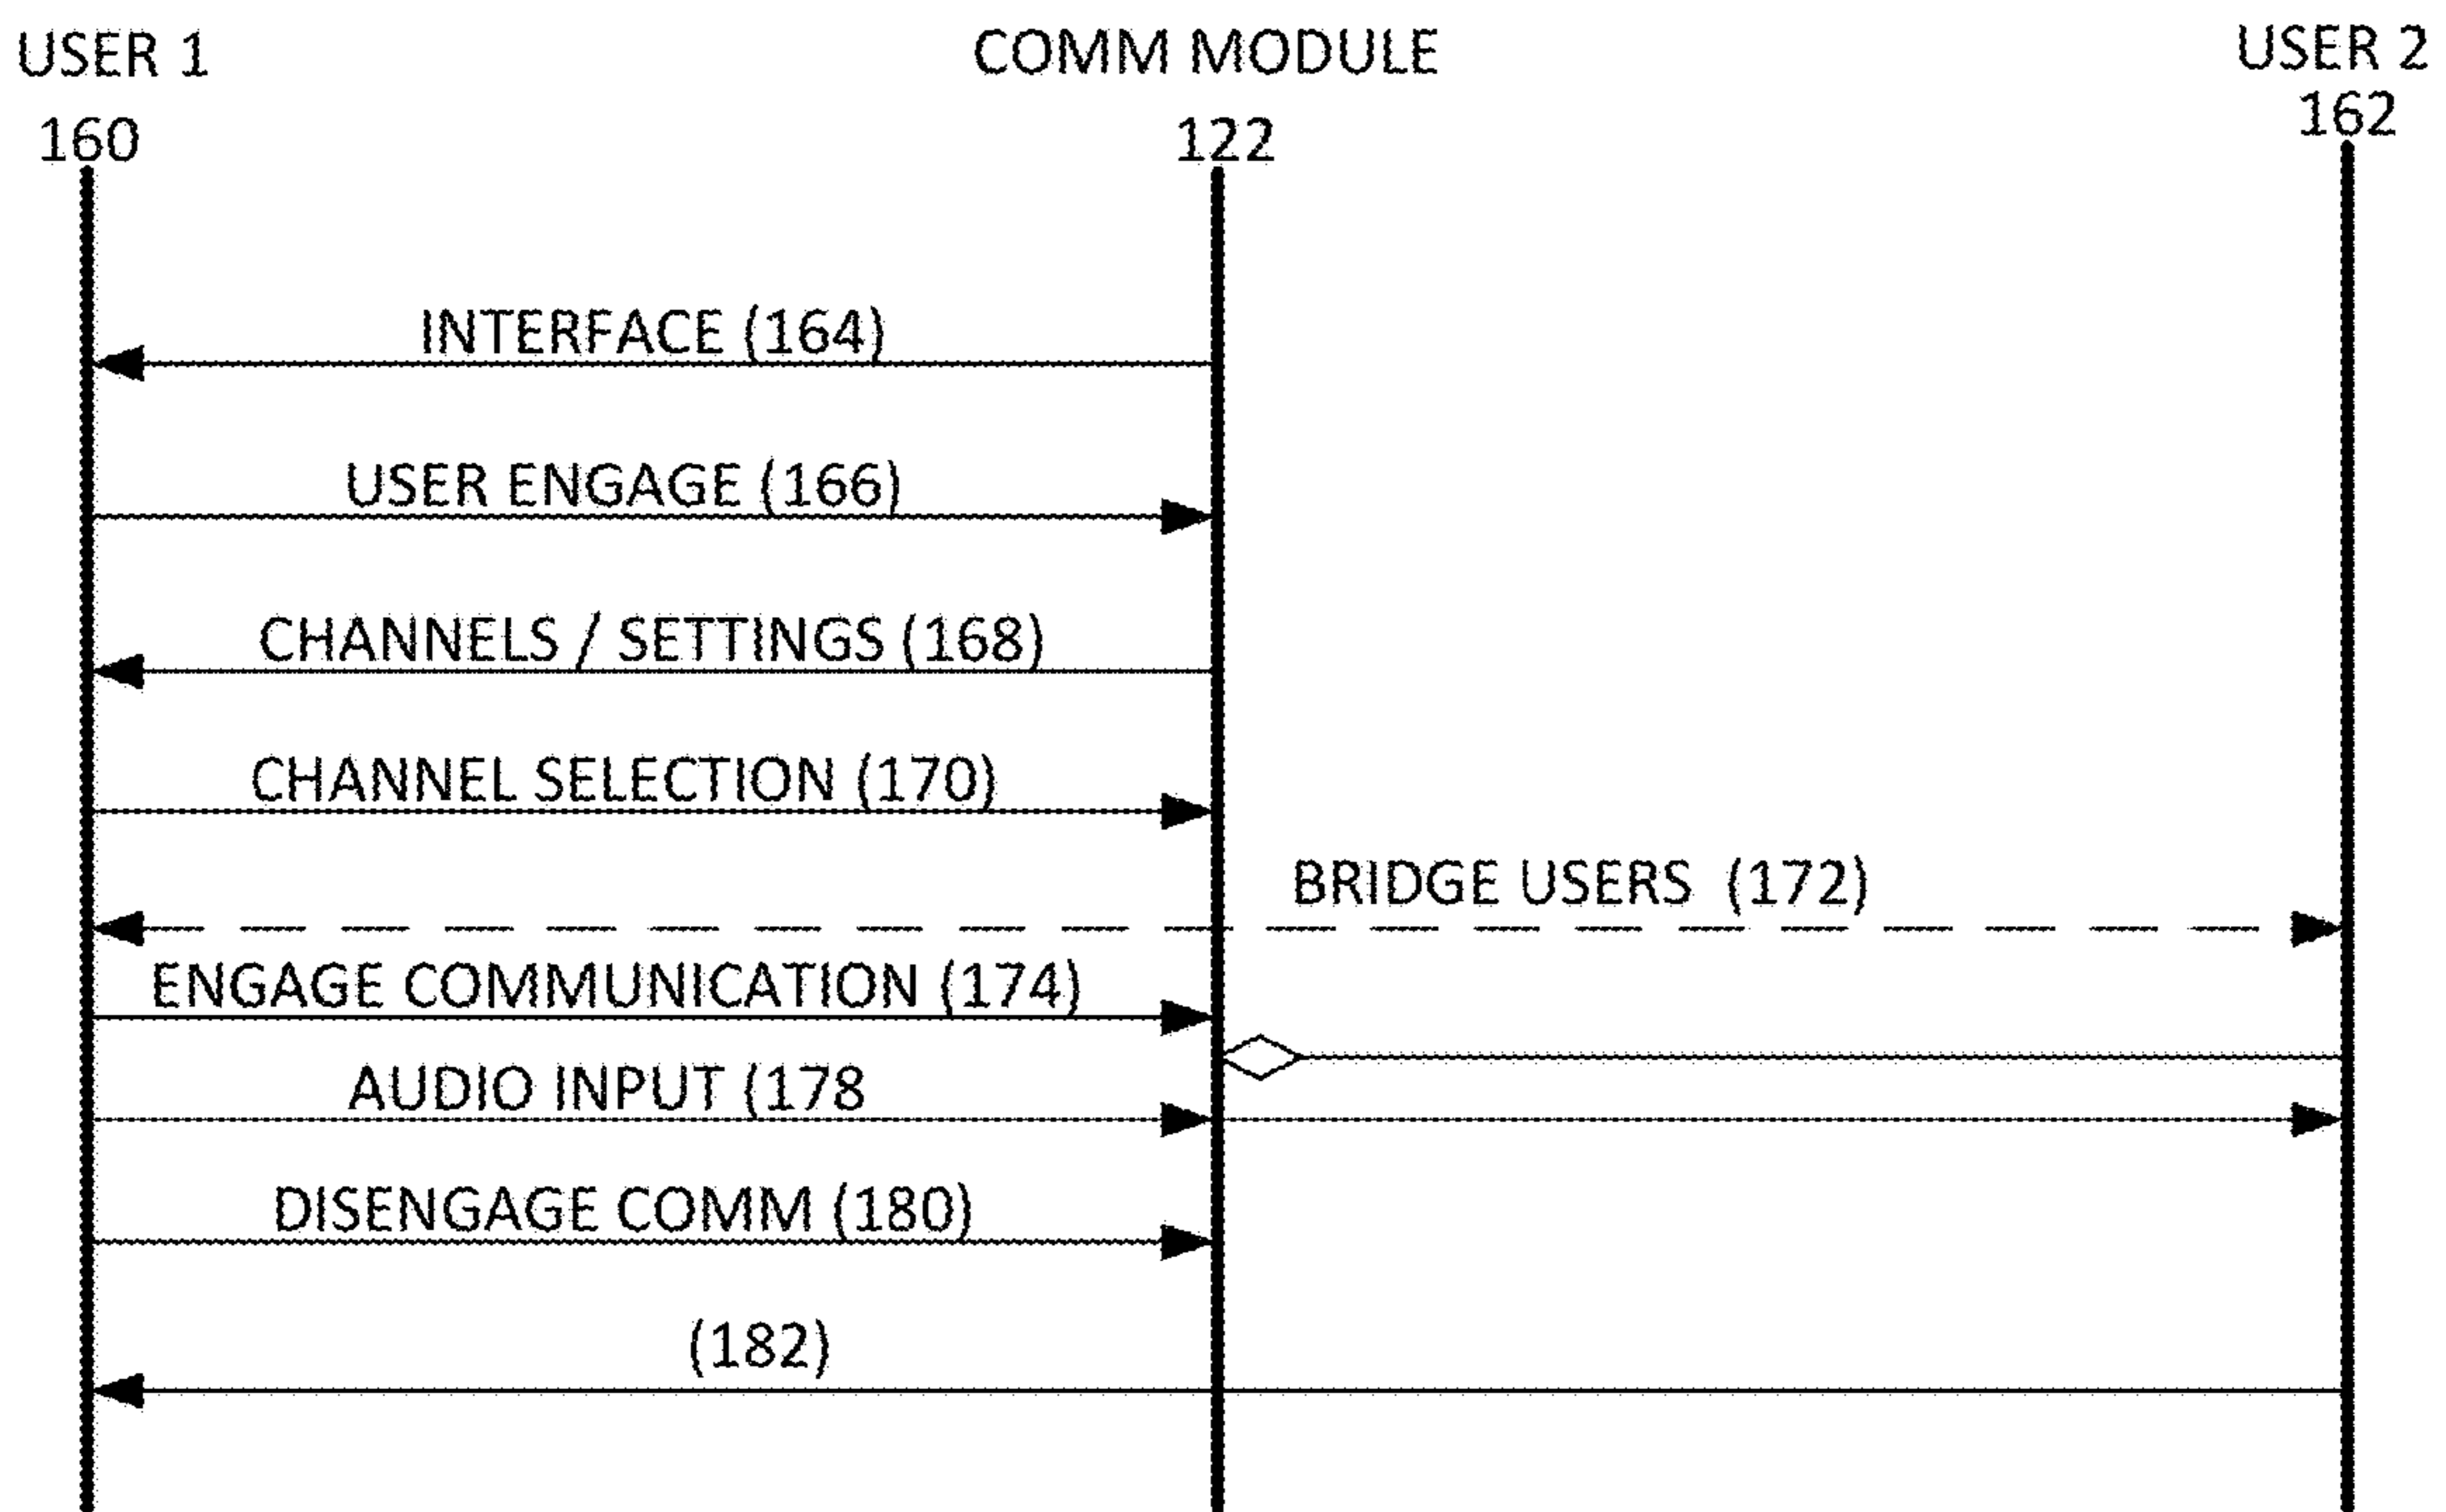 USER 1
COMM MODULE
USER 2
160
122
162
INTERFACE (164)
USER ENGAGE (166)
CHANNELS / SETTINGS (168)
CHANNEL SELECTION (170)
BRIDGE USERS (172)
ENGAGE COMMUNICATION (174)
AUDIO INPUT (178
DISENGAGE COMM (180)
(182)